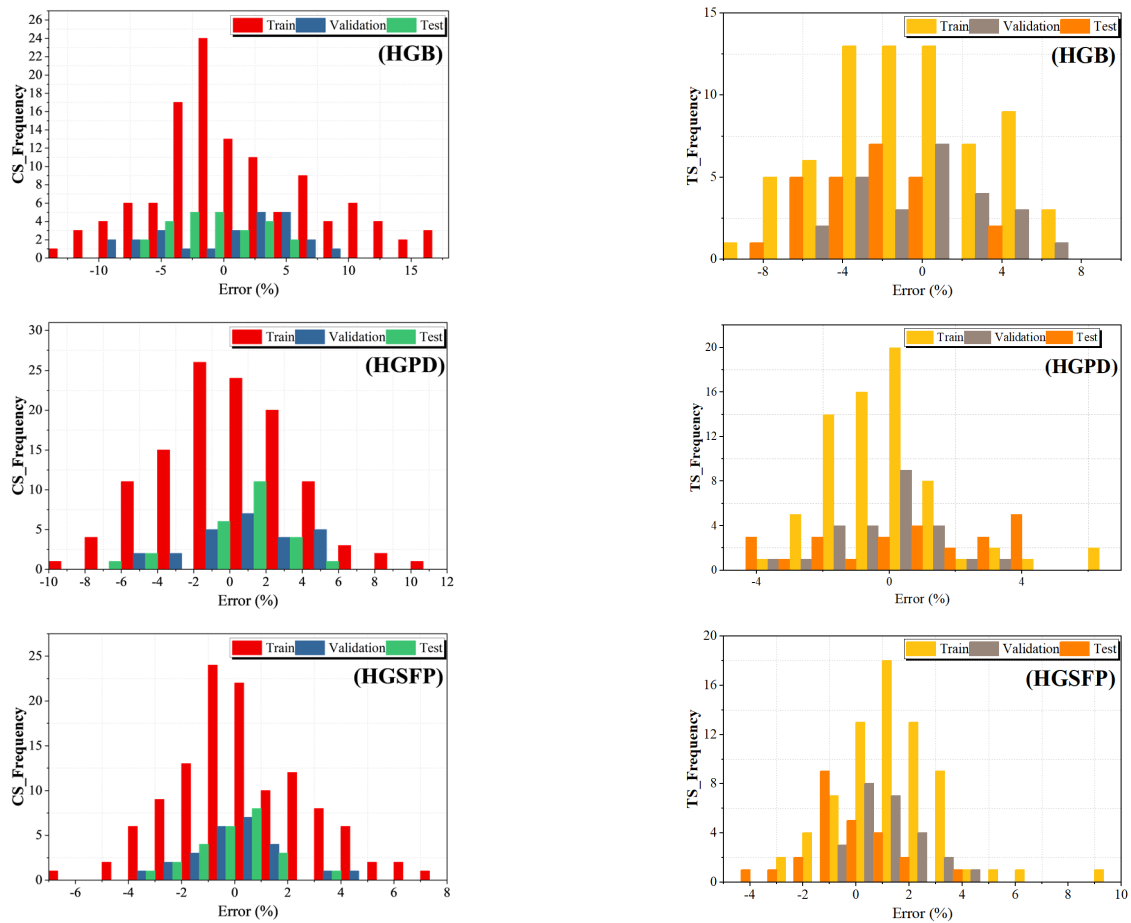 Train Validation Test
(HGB)
26
24
22
20
18
16
14
12
10
8
6
4
2
0
CS_Frequency
-10 -5 0 5 10 15
Error (%)
Train Validation Test
(HGB)
15
10
5
0
TS_Frequency
-8 -4 0 4 8
Error (%)
Train Validation Test
(HGPD)
30
25
20
15
10
5
0
CS_Frequency
-10 -8 -6 -4 -2 0 2 4 6 8 10 12
Error (%)
Train Validation Test
(HGPD)
20
16
12
8
4
0
TS_Frequency
-4 0 4
Error (%)
Train Validation Test
(HGSFP)
25
20
15
10
5
0
CS_Frequency
-6 -4 -2 0 2 4 6 8
Error (%)
Train Validation Test
(HGSFP)
20
16
12
8
4
0
TS_Frequency
-4 -2 0 2 4 6 8 10
Error (%)